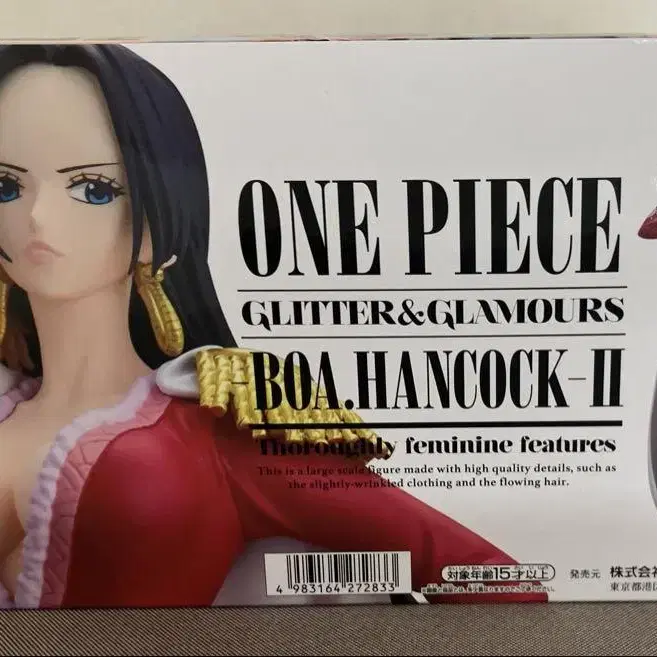 ONE PIECE
GLITTER&GLAMOURS
-BOA.HANCOCK-II
Thoroughly feminine features
This is a large scale figure made with high quality details, such as
the slightly-wrinkled clothing and the flowing hair.
対象年齢15才以上
発売元 株式会社
東京都港区
4 983164 272833